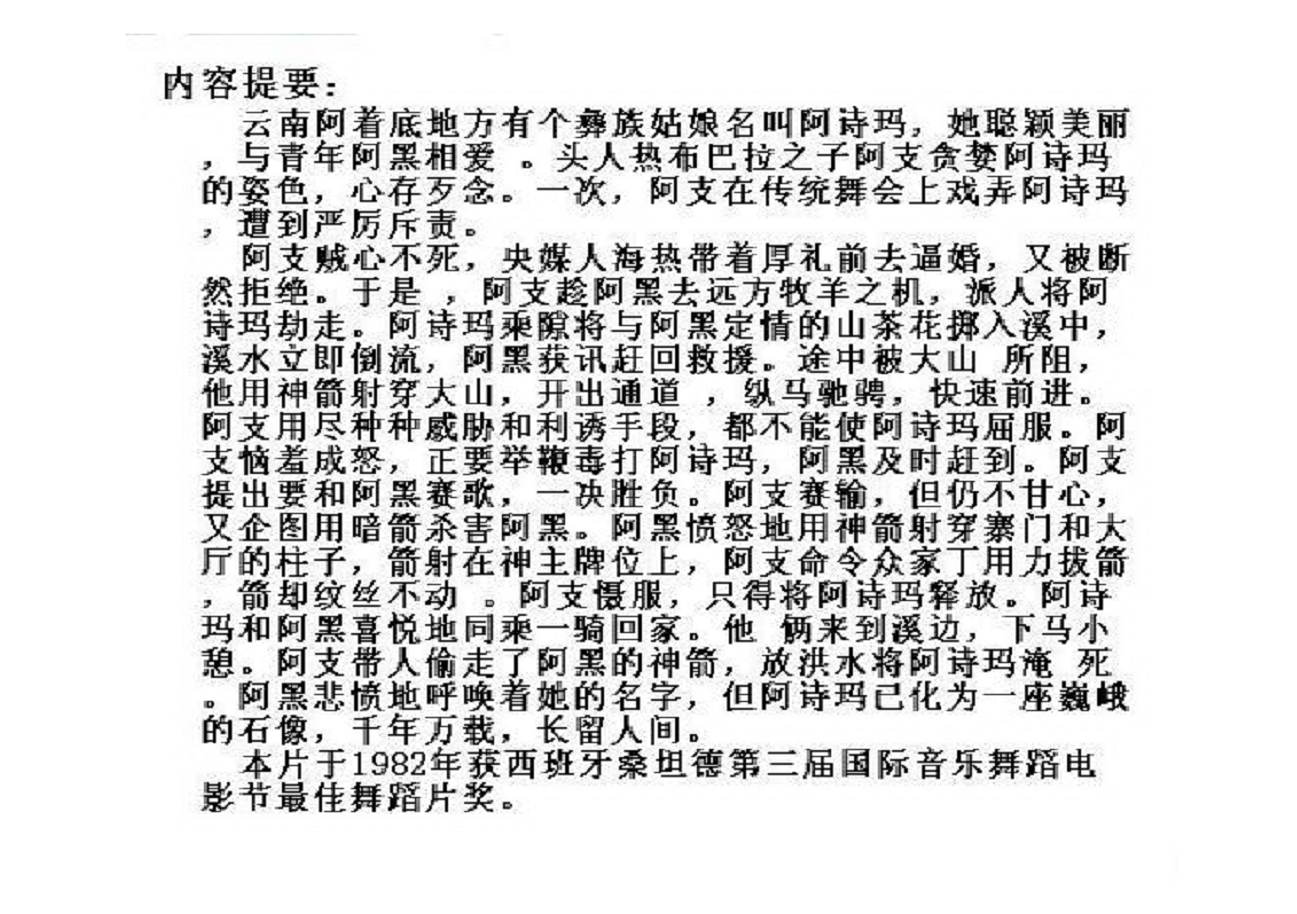 内容提要:
云南阿着底地方有个彝族姑娘名叫阿诗玛，她聪颖美丽
，与青年阿黑相爱 。头人热布巴拉之子阿支贪婪阿诗玛
的姿色，心存歹念。一次，阿支在传统舞会上戏弄阿诗玛
，遭到严厉斥责。
阿支贼心不死，央媒人海热带着厚礼前去逼婚，又被断
然拒绝。于是 ，阿支趁阿黑去远方牧羊之机，派人将阿
诗玛劫走。阿诗玛乘隙将与阿黑定情的山茶花掷入溪中，
溪水立即倒流，阿黑获讯赶回救援。途中被大山 所阻，
他用神箭射穿大山，开出通道 ，纵马驰骋，快速前进。
阿支用尽种种威胁和利诱手段，都不能使阿诗玛屈服。阿
支恼羞成怒，正要举鞭毒打阿诗玛，阿黑及时赶到。阿支
提出要和阿黑赛歌，一决胜负。阿支赛输，但仍不甘心，
又企图用暗箭杀害阿黑。阿黑愤怒地用神箭射穿寨门和大
厅的柱子，箭射在神主牌位上，阿支命令众家丁用力拔箭
，箭却纹丝不动 。阿支慑服，只得将阿诗玛释放。阿诗
玛和阿黑喜悦地同乘一骑回家。他 俩来到溪边，下马小
憩。阿支带人偷走了阿黑的神箭，放洪水将阿诗玛淹 死
。阿黑悲愤地呼唤着她的名字，但阿诗玛已化为一座巍峨
的石像，千年万载，长留人间。
本片于1982年获西班牙桑坦德第三届国际音乐舞蹈电
影节最佳舞蹈片奖。